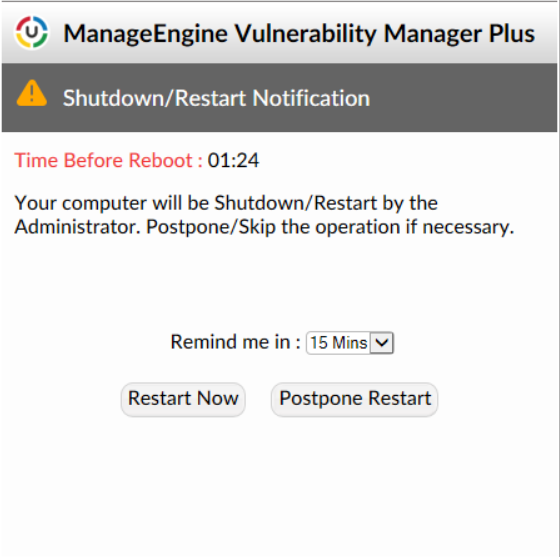 ManageEngine Vulnerability Manager Plus
Shutdown/Restart Notification
Time Before Reboot : 01:24
Your computer will be Shutdown/Restart by the
Administrator. Postpone/Skip the operation if necessary.
Remind me in : 15 Mins
Restart Now Postpone Restart